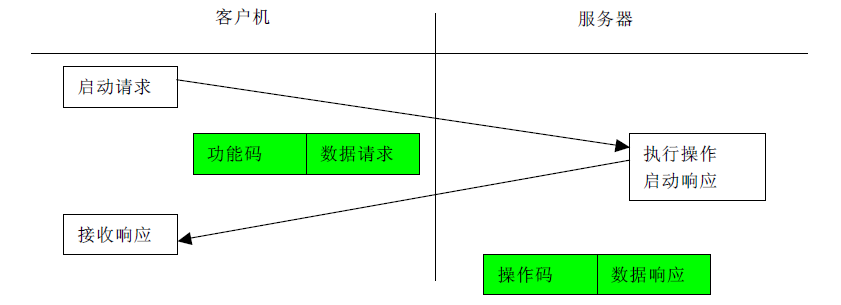 客户机
服务器
启动请求
功能码 数据请求
执行操作
启动响应
接收响应
操作码 数据响应